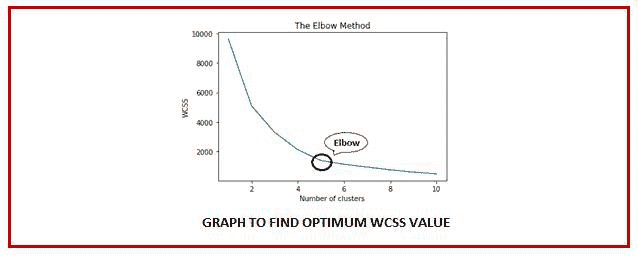 The Elbow Method
10000
8000
6000
4000
2000
WCSS
Elbow
2
4
6
8
10
Number of clusters
GRAPH TO FIND OPTIMUM WCSS VALUE